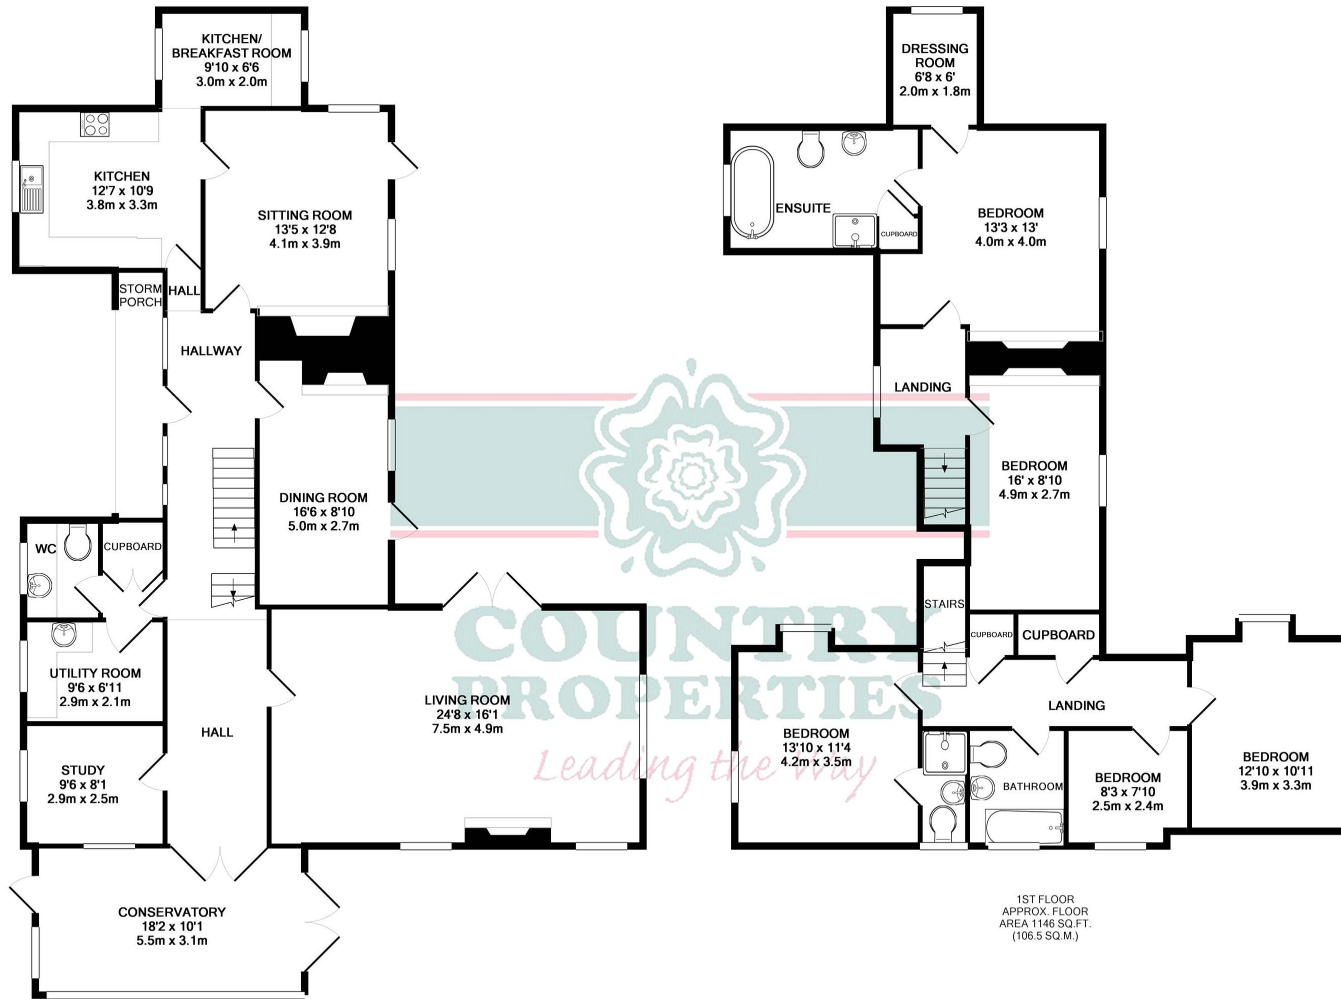 KITCHEN/
BREAKFAST ROOM
9'10 x 6'6
3.0m x 2.0m
KITCHEN
12'7 x 10'9
3.8m x 3.3m
SITTING ROOM
13'5 x 12'8
4.1m x 3.9m
STORM
PORCH
HALL
HALLWAY
DINING ROOM
16'6 x 8'10
5.0m x 2.7m
WC
CUPBOARD
UTILITY ROOM
9'6 x 6'11
2.9m x 2.1m
STUDY
9'6 x 8'1
2.9m x 2.5m
HALL
LIVING ROOM
24'8 x 16'1
7.5m x 4.9m
CONSERVATORY
18'2 x 10'1
5.5m x 3.1m
DRESSING
ROOM
6'8 x 6'
2.0m x 1.8m
ENSUITE
CUPBOARD
BEDROOM
13'3 x 13'
4.0m x 4.0m
LANDING
BEDROOM
16' x 8'10
4.9m x 2.7m
STAIRS
CUPBOARD
CUPBOARD
LANDING
BEDROOM
13'10 x 11'4
4.2m x 3.5m
BATHROOM
BEDROOM
8'3 x 7'10
2.5m x 2.4m
BEDROOM
12'10 x 10'11
3.9m x 3.3m
COUNTRY
PROPERTIES
Leading the Way
1ST FLOOR
APPROX. FLOOR
AREA 1146 SQ.FT.
(106.5 SQ.M.)